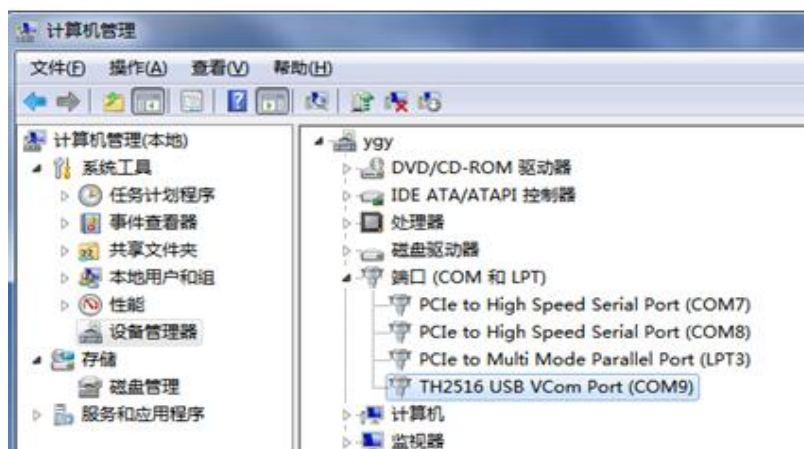 计算机管理
文件(F) 操作(A) 查看(V) 帮助(H)
计算机管理(本地)
系统工具
任务计划程序
事件查看器
共享文件夹
本地用户和组
性能
设备管理器
存储
磁盘管理
服务和应用程序
ygy
DVD/CD-ROM 驱动器
IDE ATA/ATAPI 控制器
处理器
磁盘驱动器
端口 (COM 和 LPT)
PCIe to High Speed Serial Port (COM7)
PCIe to High Speed Serial Port (COM8)
PCIe to Multi Mode Parallel Port (LPT3)
TH2516 USB VCom Port (COM9)
计算机
监视器